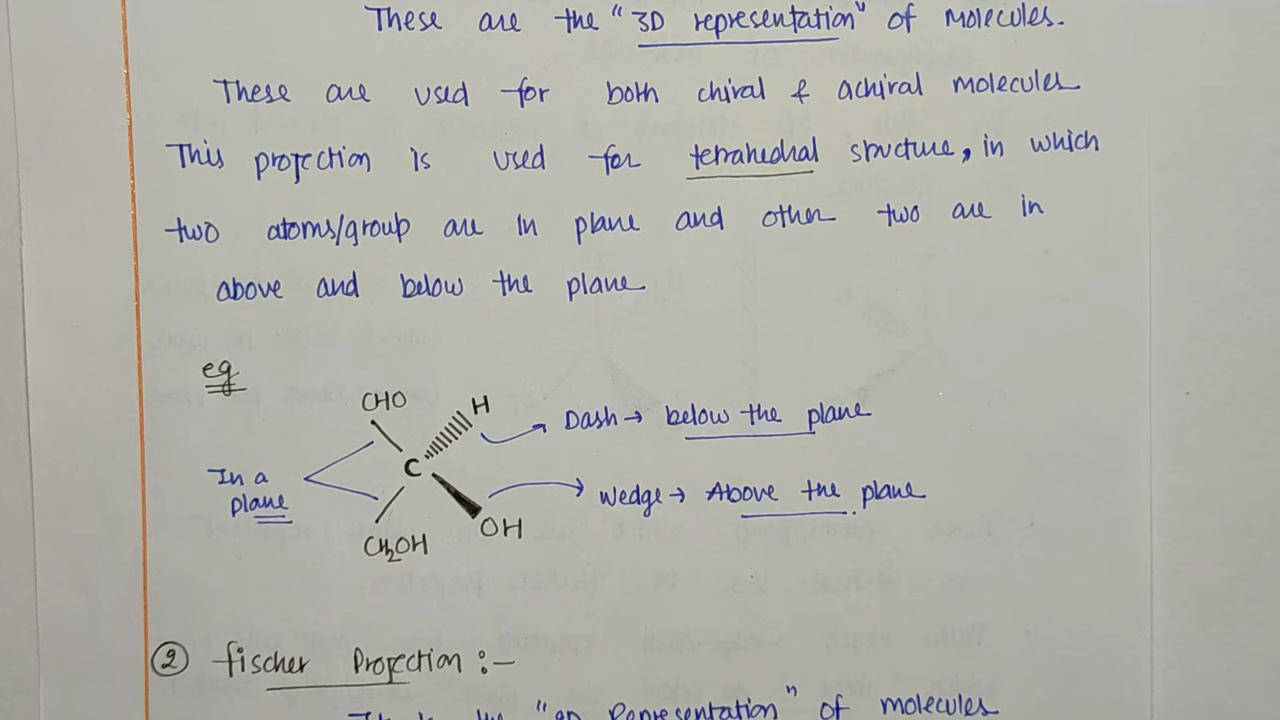 These are the "3D representation" of molecules.
These are used for both chiral & achiral molecules
This projection is used for tetrahedral structure, in which
two atoms/group are in plane and other two are in
above and below the plane
eg
CHO
H
Dash → below the plane
C
In a
plane
Wedge → Above the plane.
OH
CH2OH
② fischer Projection :-
" of molecules